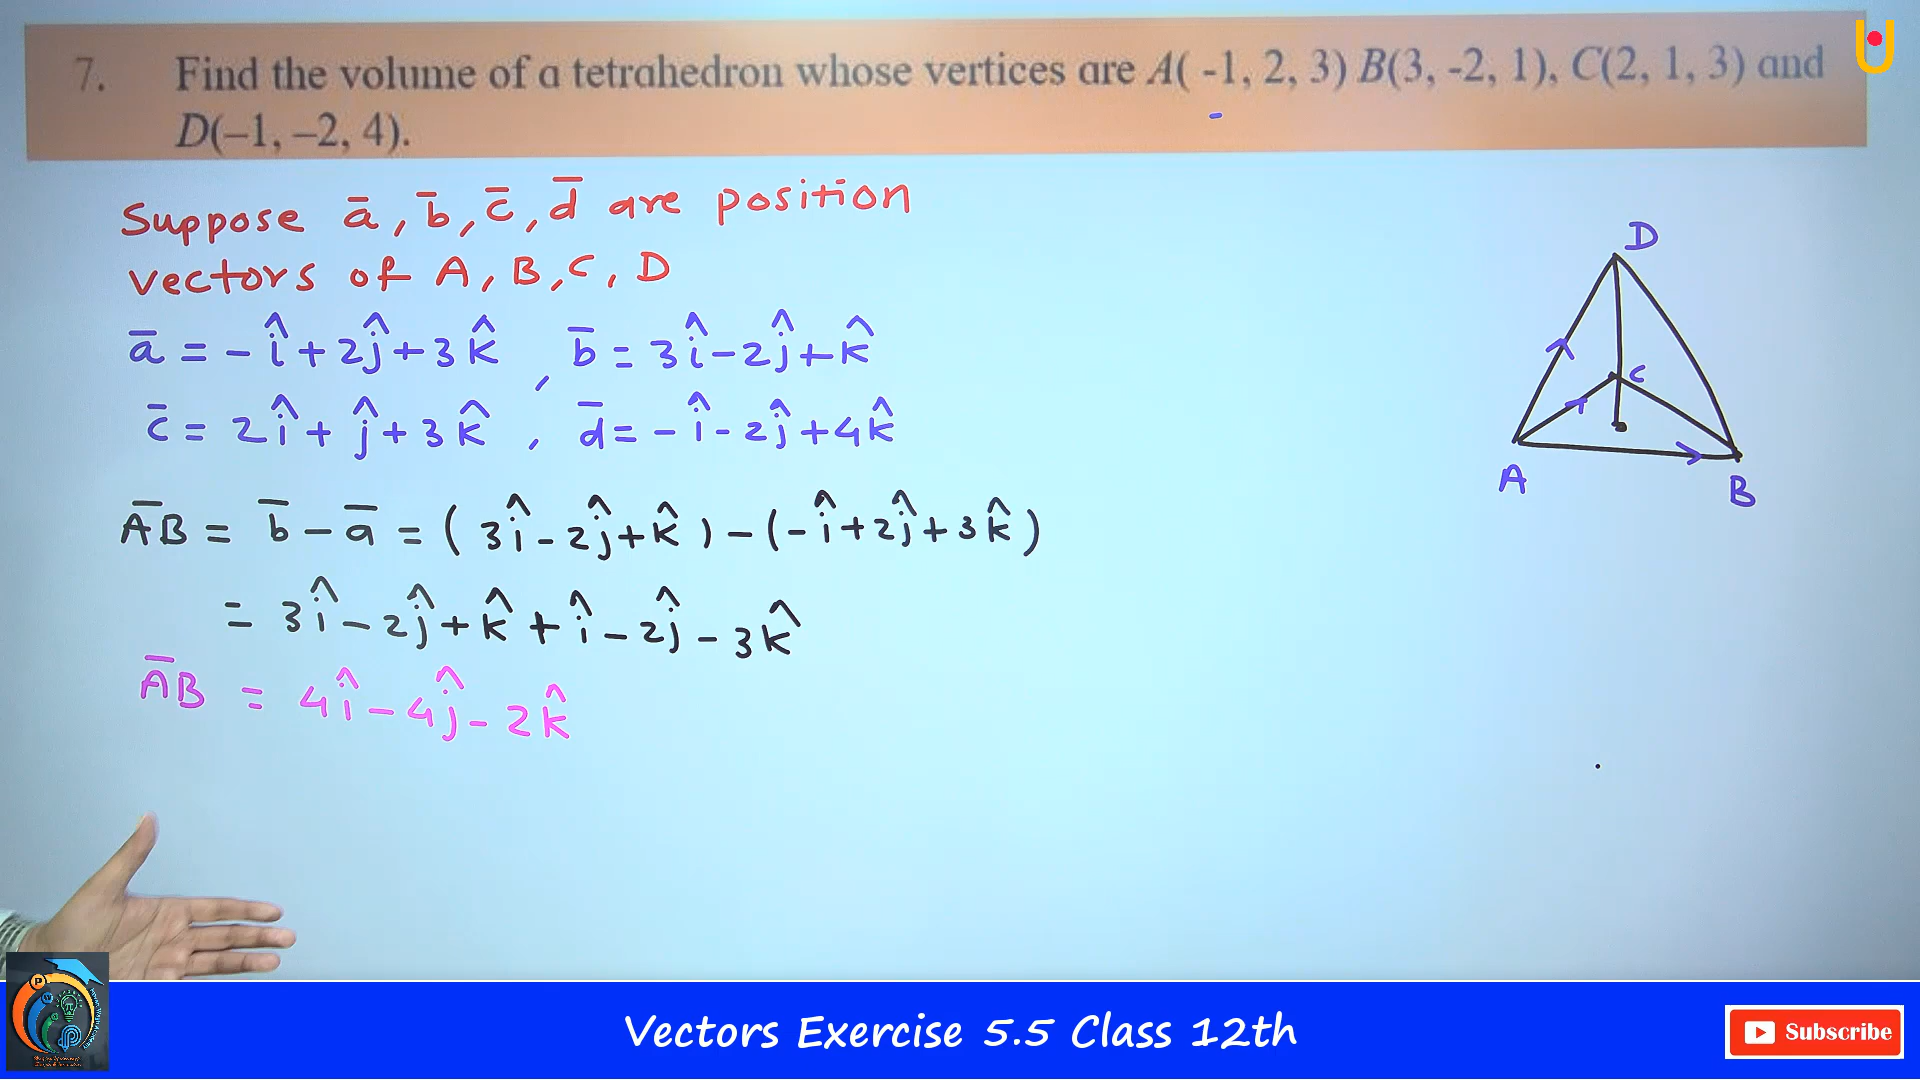 7. Find the volume of a tetrahedron whose vertices are A( -1, 2, 3) B(3, -2, 1), C(2, 1, 3) and
D(–1, –2, 4).
Suppose a̅, b̅, c̅, d̅ are position
vectors of A, B, C, D
a̅ = -î + 2ĵ + 3k̂ , b̅ = 3î - 2ĵ + k̂
c̅ = 2î + ĵ + 3k̂ , d̅ = -î - 2ĵ + 4k̂
A̅B = b̅ - a̅ = (3î - 2ĵ + k̂) - (-î + 2ĵ + 3k̂)
= 3î - 2ĵ + k̂ + î - 2ĵ - 3k̂
A̅B = 4î - 4ĵ - 2k̂
D
C
A
B
Vectors Exercise 5.5 Class 12th
Subscribe